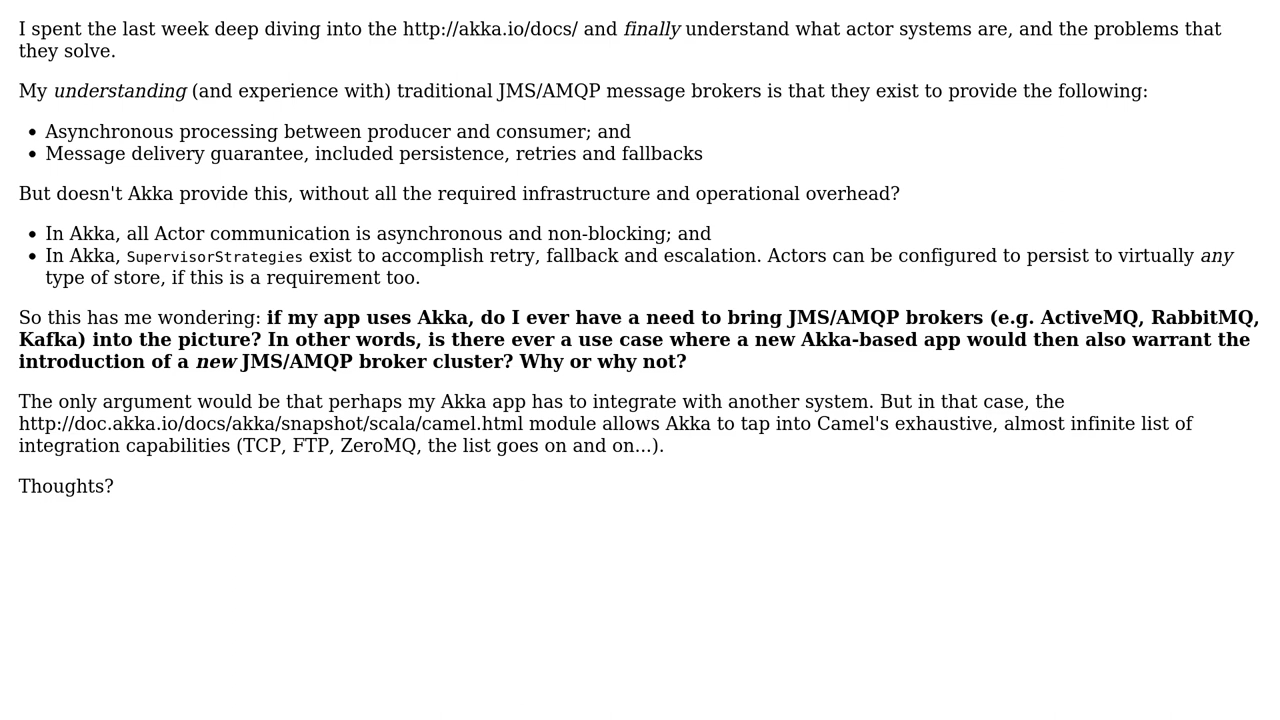 I spent the last week deep diving into the http://akka.io/docs/ and finally understand what actor systems are, and the problems that
they solve.
My understanding (and experience with) traditional JMS/AMQP message brokers is that they exist to provide the following:
• Asynchronous processing between producer and consumer; and
• Message delivery guarantee, included persistence, retries and fallbacks
But doesn't Akka provide this, without all the required infrastructure and operational overhead?
• In Akka, all Actor communication is asynchronous and non-blocking; and
• In Akka, SupervisorStrategies exist to accomplish retry, fallback and escalation. Actors can be configured to persist to virtually any
type of store, if this is a requirement too.
So this has me wondering: if my app uses Akka, do I ever have a need to bring JMS/AMQP brokers (e.g. ActiveMQ, RabbitMQ,
Kafka) into the picture? In other words, is there ever a use case where a new Akka-based app would then also warrant the
introduction of a new JMS/AMQP broker cluster? Why or why not?
The only argument would be that perhaps my Akka app has to integrate with another system. But in that case, the
http://doc.akka.io/docs/akka/snapshot/scala/camel.html module allows Akka to tap into Camel's exhaustive, almost infinite list of
integration capabilities (TCP, FTP, ZeroMQ, the list goes on and on...).
Thoughts?